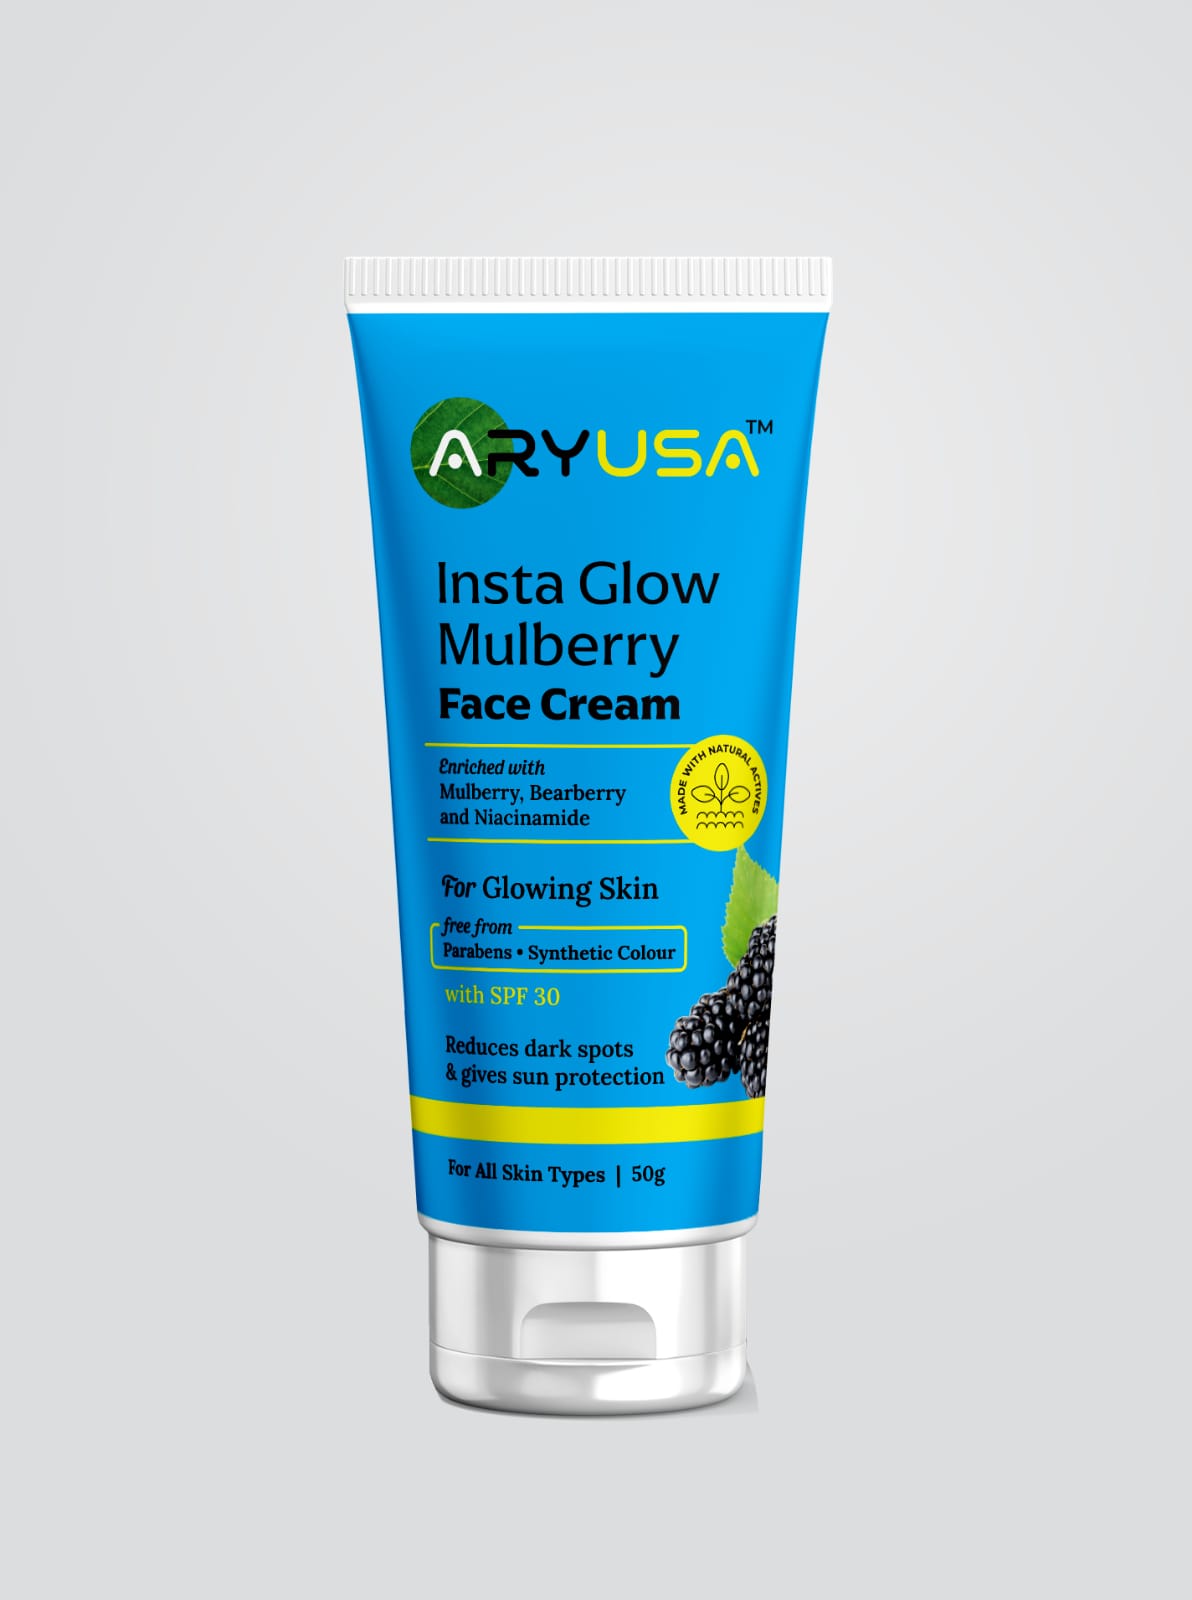 ARYUSA™
Insta Glow
Mulberry
Face Cream
Enriched with
Mulberry, Bearberry
and Niacinamide
MADE WITH NATURAL ACTIVES
For Glowing Skin
free from
Parabens • Synthetic Colour
with SPF 30
Reduces dark spots
& gives sun protection
For All Skin Types | 50g